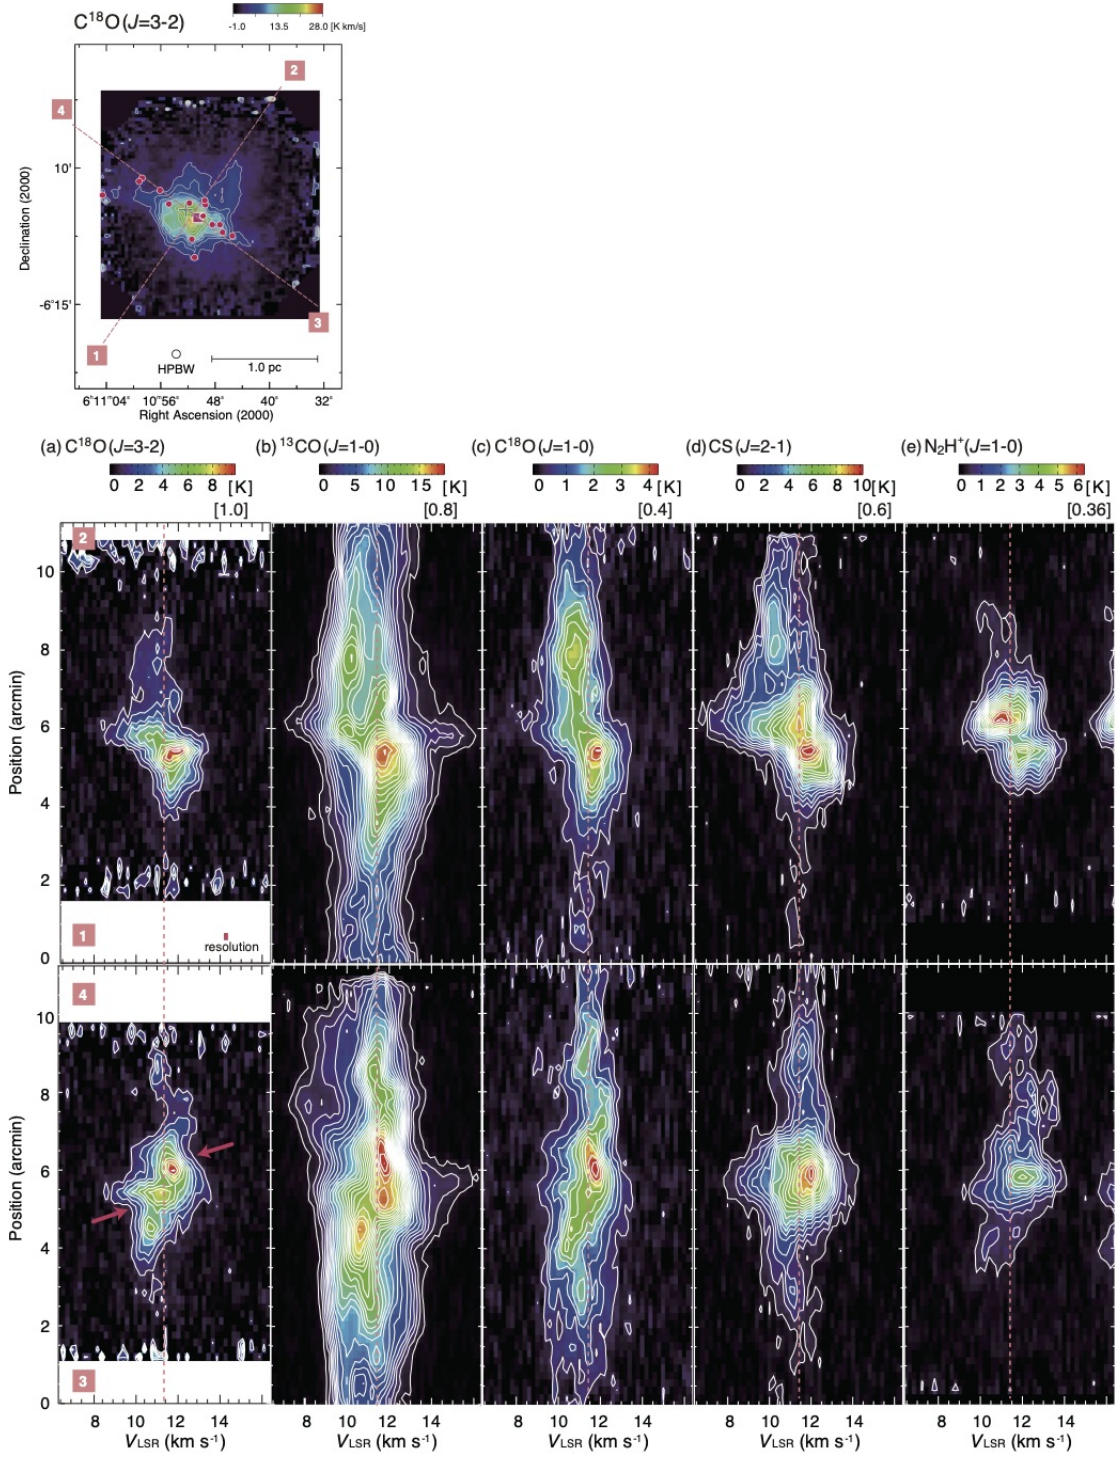 C¹⁸O(J=3-2)
-1.0 13.5 28.0 [K km/s]
2
4
10'
Declination (2000)
-6°15'
3
1
HPBW
1.0 pc
6ʰ11ᵐ04ˢ 10ᵐ56ˢ 48ˢ 40ˢ 32ˢ
Right Ascension (2000)
(a) C¹⁸O(J=3-2) (b) ¹³CO(J=1-0) (c) C¹⁸O(J=1-0) (d) CS(J=2-1) (e) N₂H⁺(J=1-0)
0 2 4 6 8 [K] 0 5 10 15 [K] 0 1 2 3 4 [K] 0 2 4 6 8 10 [K] 0 1 2 3 4 5 6 [K]
[1.0] [0.8] [0.4] [0.6] [0.36]
2
10
8
Position (arcmin)
6
4
2
1
resolution
0
4
10
8
Position (arcmin)
6
4
2
3
0
8 10 12 14 10 12 14 8 10 12 14 8 10 12 14 8 10 12 14
VLSR (km s⁻¹) VLSR (km s⁻¹) VLSR (km s⁻¹) VLSR (km s⁻¹) VLSR (km s⁻¹)